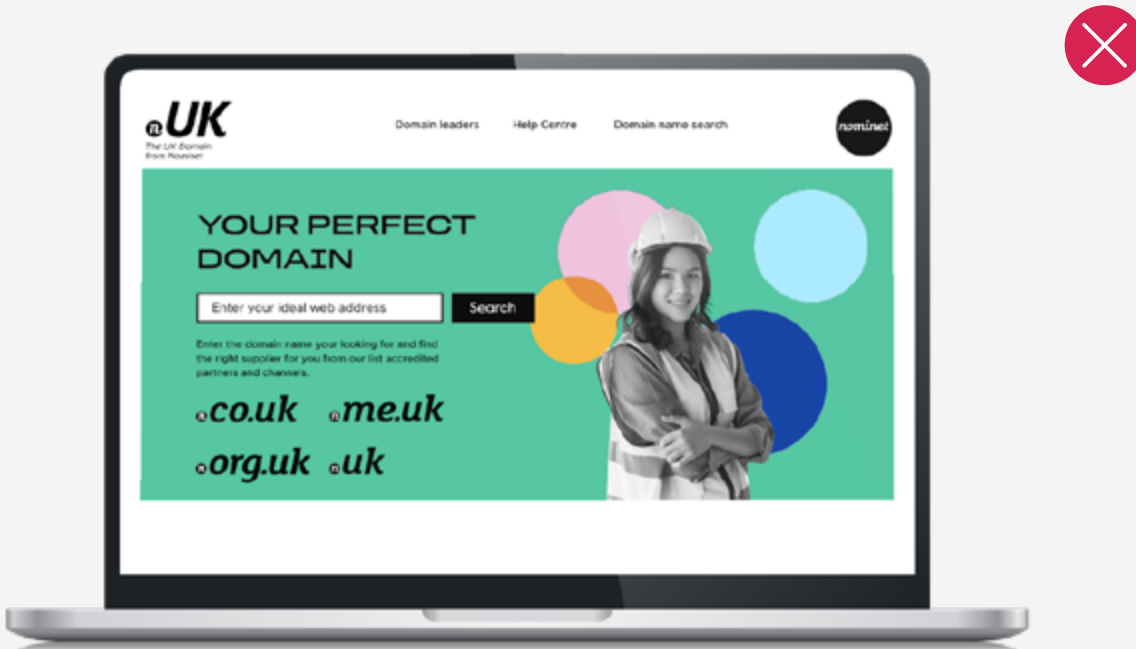 n.UK
The UK Domain
from Nominet
Domain leaders Help Centre Domain name search
nominet
YOUR PERFECT
DOMAIN
Enter your ideal web address Search
Enter the domain name your looking for and find
the right supplier for you from our list accredited
partners and channels.
.co.uk .me.uk
.org.uk .uk